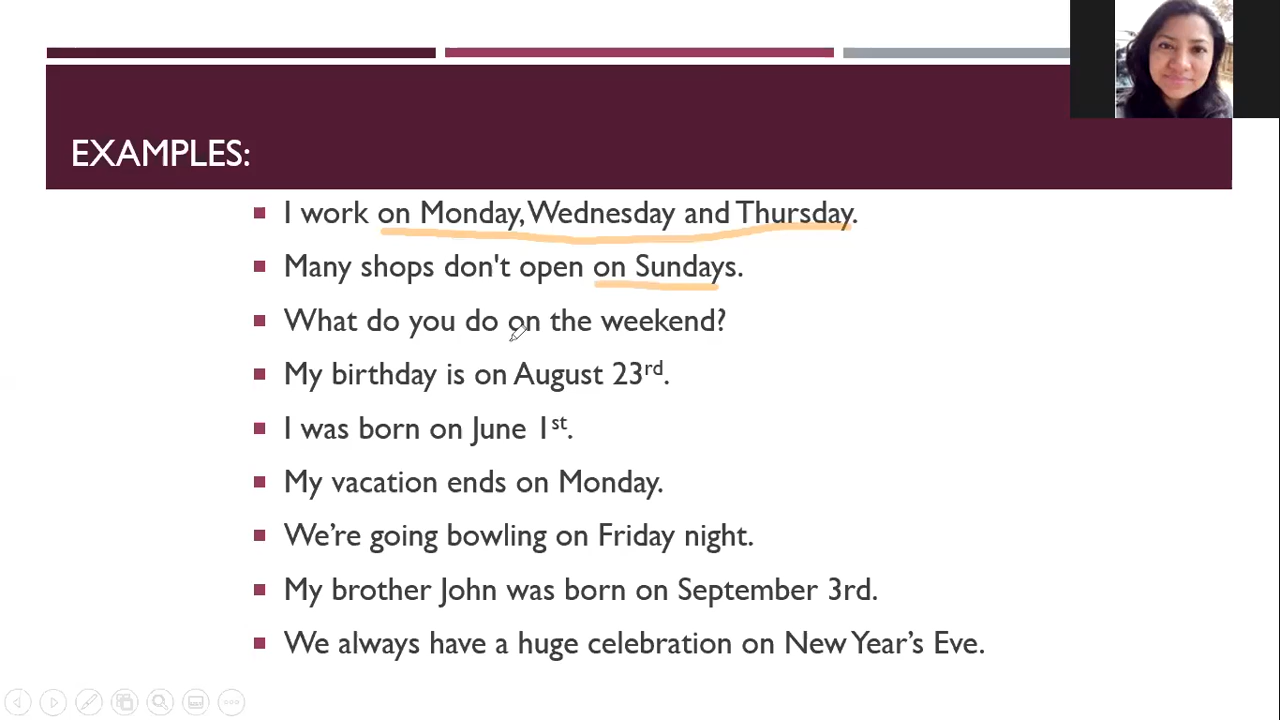 EXAMPLES:
I work on Monday, Wednesday and Thursday.
Many shops don't open on Sundays.
What do you do on the weekend?
My birthday is on August 23rd.
I was born on June 1st.
My vacation ends on Monday.
We’re going bowling on Friday night.
My brother John was born on September 3rd.
We always have a huge celebration on New Year’s Eve.